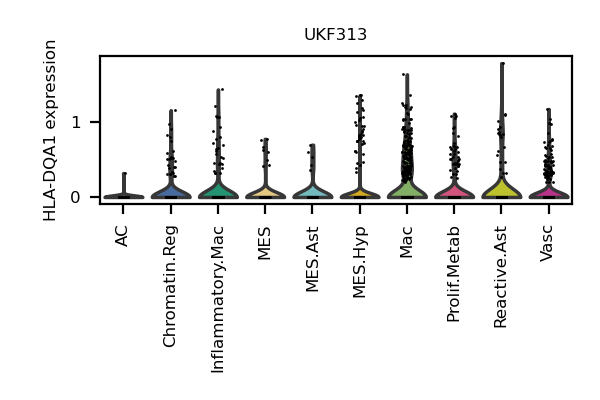 UKF313
HLA-DQA1 expression
1
0
AC
Chromatin.Reg
Inflammatory.Mac
MES
MES.Ast
MES.Hyp
Mac
Prolif.Metab
Reactive.Ast
Vasc